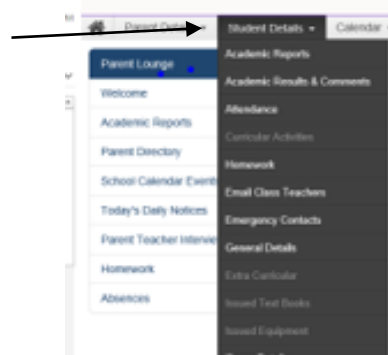 Parent Details
Student Details
Calendar
Parent Lounge
Welcome
Academic Reports
Parent Directory
School Calendar Events
Today's Daily Notices
Parent Teacher Interview
Homework
Absences
Academic Reports
Academic Results & Comments
Attendance
Curricular Activities
Homework
Email Class Teachers
Emergency Contacts
General Details
Extra Curricular
Issued Text Books
Issued Equipment